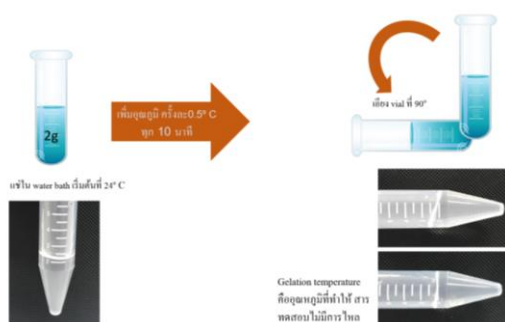 2g
แช่ใน water bath เริ่มต้นที่ 24° C
เพิ่มอุณหภูมิ ครั้งละ0.5° C
ทุก 10 นาที
เอียง vial ที่ 90°
Gelation temperature
คืออุณหภูมิที่ทำให้ สาร
ทดสอบไม่มีการไหล